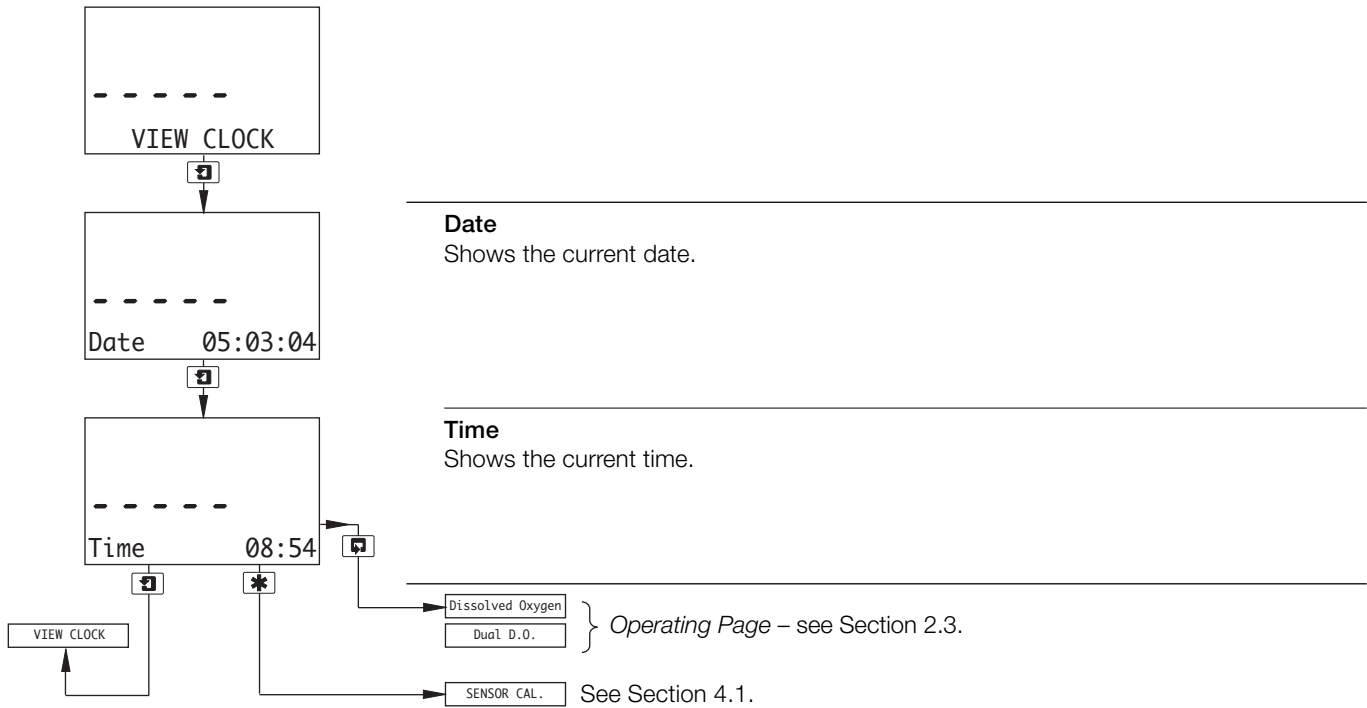 - - - - -
VIEW CLOCK
Date
Shows the current date.
- - - - -
Date 05:03:04
Time
Shows the current time.
- - - - -
Time 08:54
Dissolved Oxygen
Dual D.O.
Operating Page – see Section 2.3.
VIEW CLOCK
SENSOR CAL.
See Section 4.1.